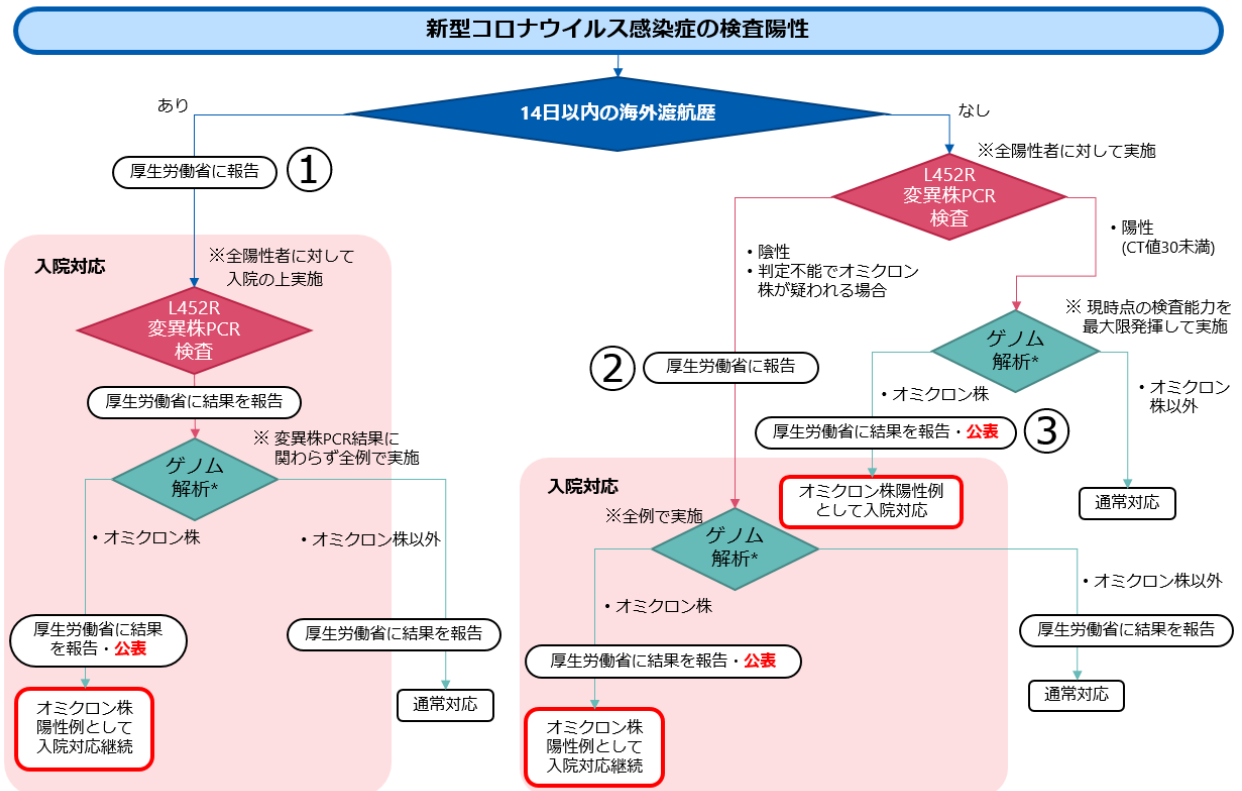 新型コロナウイルス感染症の検査陽性
14日以内の海外渡航歴
あり
なし
厚生労働省に報告
①
※全陽性者に対して実施
L452R
変異株PCR
検査
入院対応
※全陽性者に対して
入院の上実施
L452R
変異株PCR
検査
・陰性
・判定不能でオミクロン
株が疑われる場合
・陽性
(CT値30未満)
※ 現時点の検査能力を
最大限発揮して実施
ゲノム
解析*
②
厚生労働省に報告
厚生労働省に結果を報告
・オミクロン株
・オミクロン
株以外
厚生労働省に結果を報告・公表
③
※ 変異株PCR結果に
関わらず全例で実施
ゲノム
解析*
入院対応
オミクロン株陽性例
として入院対応
通常対応
※全例で実施
ゲノム
解析*
・オミクロン株
・オミクロン株以外
・オミクロン株
・オミクロン株以外
厚生労働省に結果
を報告・公表
厚生労働省に結果を報告
厚生労働省に結果を報告・公表
厚生労働省に結果を報告
オミクロン株
陽性例として
入院対応継続
通常対応
オミクロン株
陽性例として
入院対応継続
通常対応